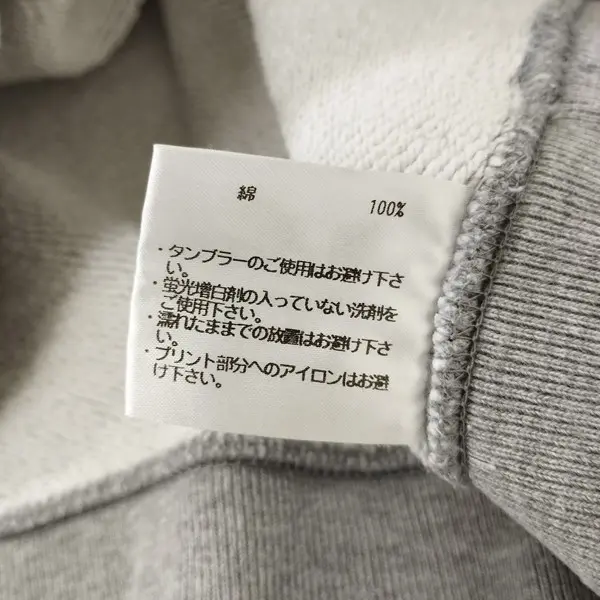 綿 100%
・タンブラーのご使用はお避け下さ
い。
・蛍光増白剤の入っていない洗剤を
ご使用下さい。
・濡れたままでの放置はお避け下さ
い。
・プリント部分へのアイロンはお避
け下さい。